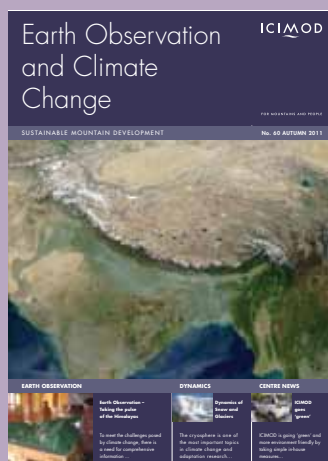 Earth Observation
and Climate
Change
ICIMOD
FOR MOUNTAINS AND PEOPLE
SUSTAINABLE MOUNTAIN DEVELOPMENT
No. 60 AUTUMN 2011
EARTH OBSERVATION
Earth Observation –
Taking the pulse
of the Himalayas
To meet the challenges posed
by climate change, there is
a need for comprehensive
information...
DYNAMICS
Dynamics of
Snow and
Glaciers
The cryosphere is one of
the most important topics
in climate change and
adaptation research...
CENTRE NEWS
ICIMOD
goes
'green'
ICIMOD is going 'green' and
more environment friendly by
taking simple in-house
measures...